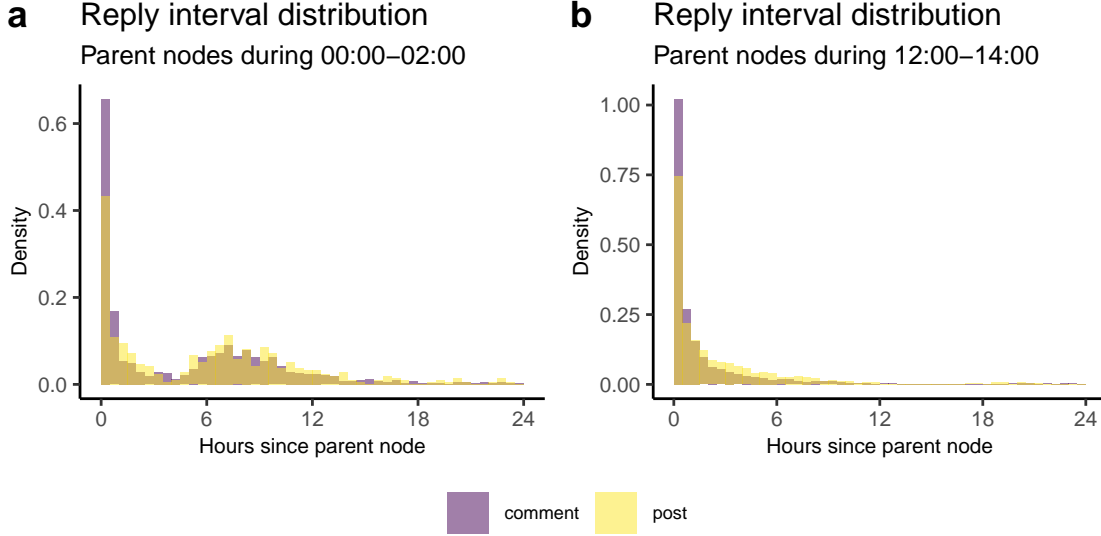 a
Reply interval distribution
Parent nodes during 00:00–02:00
Density
0.6
0.4
0.2
0.0
0
6
12
18
24
Hours since parent node
b
Reply interval distribution
Parent nodes during 12:00–14:00
Density
1.00
0.75
0.50
0.25
0.00
0
6
12
18
24
Hours since parent node
comment
post